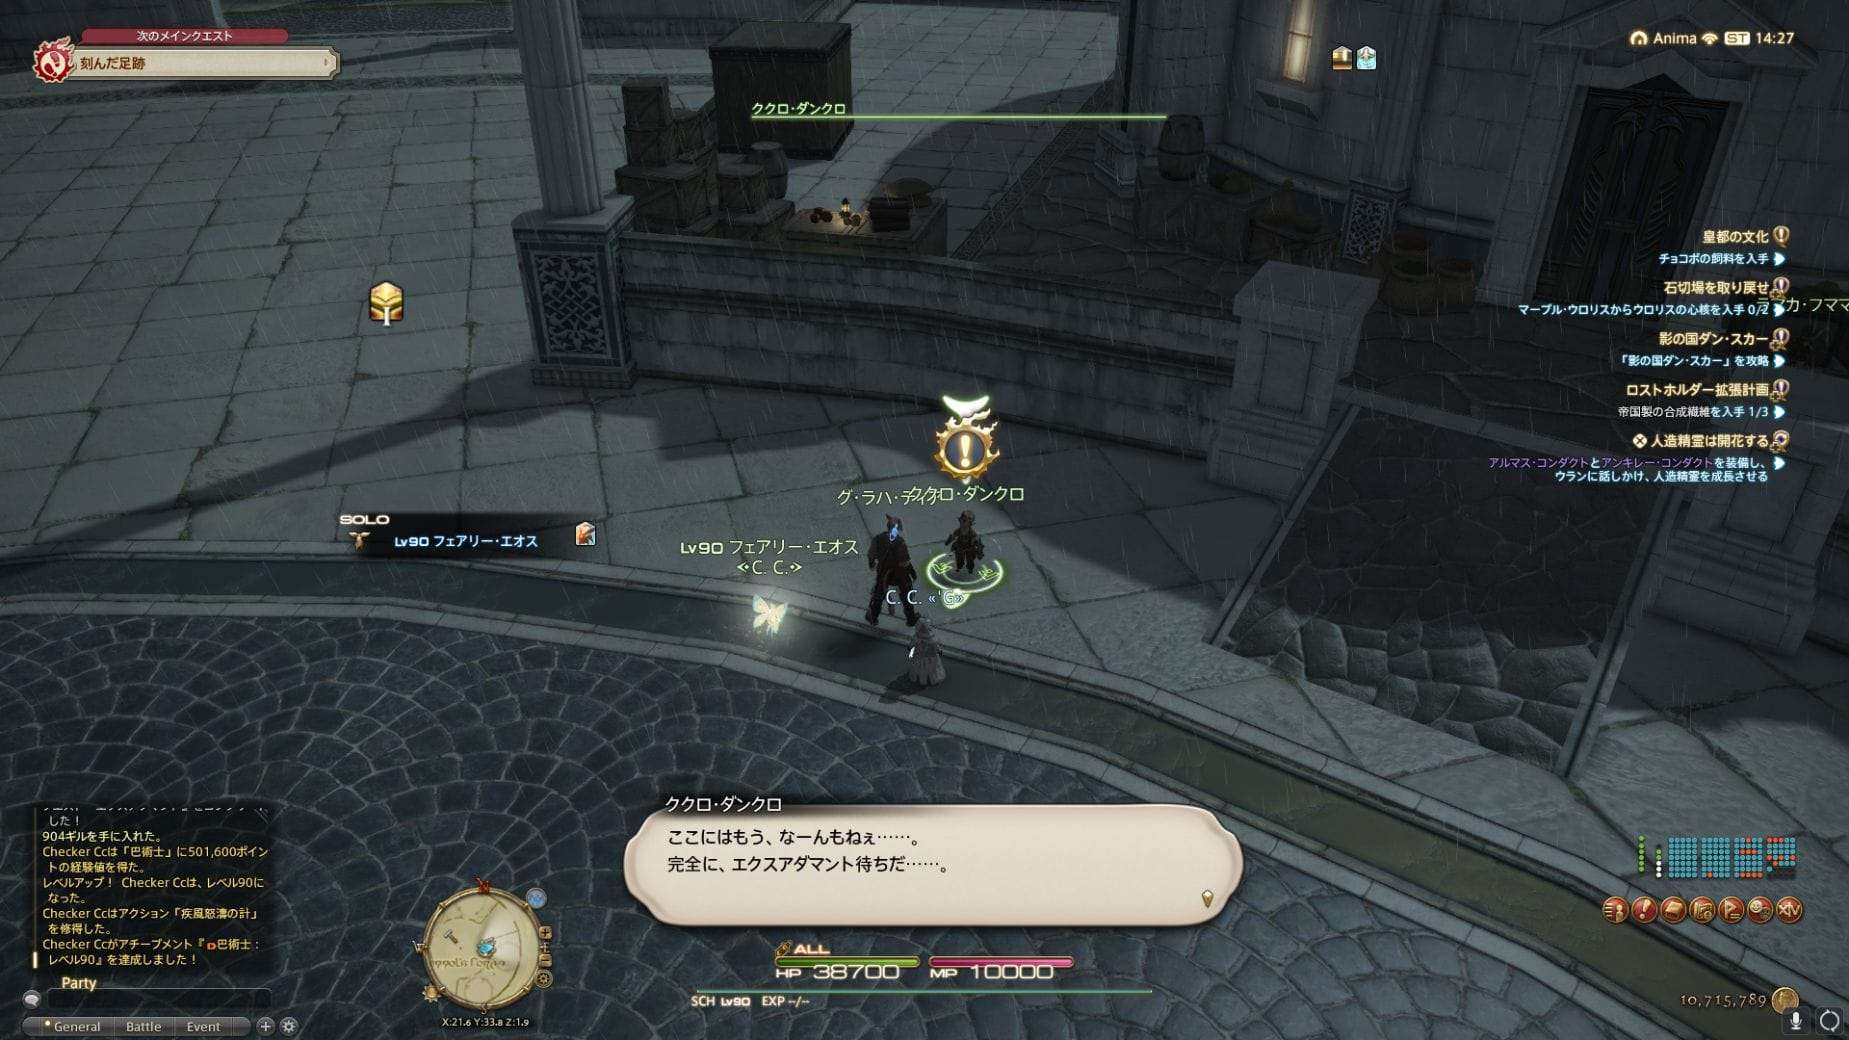 次のメインクエスト
刻んだ足跡
Anima ST 14:27
ククロ・ダンクロ
皇都の文化
チョコボの飼料を入手
石切場を取り戻せ
マーブル・ウロリスからウロリスの心核を入手 0/2
影の国ダン・スカー
「影の国ダン・スカー」を攻略
ロストホルダー拡張計画
帝国製の合成繊維を入手 1/3
人造精霊は開花する
アルマス・コンダクトとアンキレー・コンダクトを装備し、
ウランに話しかけ、人造精霊を成長させる
グ・ラハ・ティア
ククロ・ダンクロ
SOLO
Lv90 フェアリー・エオス
Lv90 フェアリー・エオス
C. C.
C. C. «'G»
ククロ・ダンクロ
ここにはもう、なーんもねぇ……。
完全に、エクスアダマント待ちだ……。
した！
904ギルを手に入れた。
Checker Ccは「巴術士」に501,600ポイン
トの経験値を得た。
レベルアップ！ Checker Ccは、レベル90に
なった。
Checker Ccはアクション「疾風怒濤の計」
を修得した。
Checker Ccがアチーブメント『巴術士：
レベル90』を達成しました！
Party
General Battle Event
X:21.6 Y:33.8 Z:1.9
ALL
HP 38700 MP 10000
SCH Lv90 EXP --/--
10,715,789
XIV